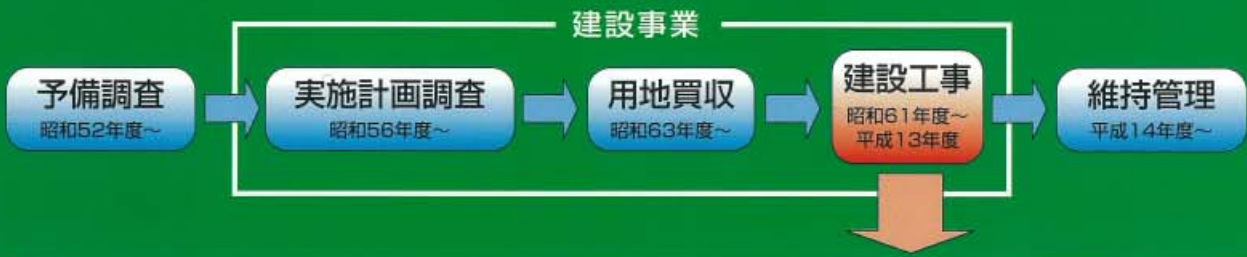 建設事業
予備調査
昭和52年度～
実施計画調査
昭和56年度～
用地買収
昭和63年度～
建設工事
昭和61年度～
平成13年度
維持管理
平成14年度～